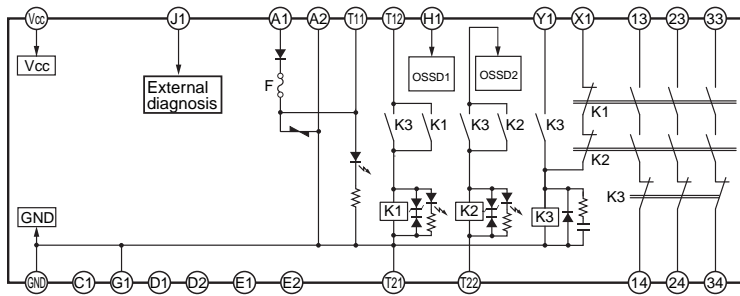 Vcc J1 A1 A2 T11 T12 H1 Y1 X1 13 23 33
Vcc
External
diagnosis
F
OSSD1
OSSD2
K1
K3 K1 K3 K2 K3
K2
GND
K1 K2 K3
K3
GND C1 G1 D1 D2 E1 E2 T21 T22 14 24 34